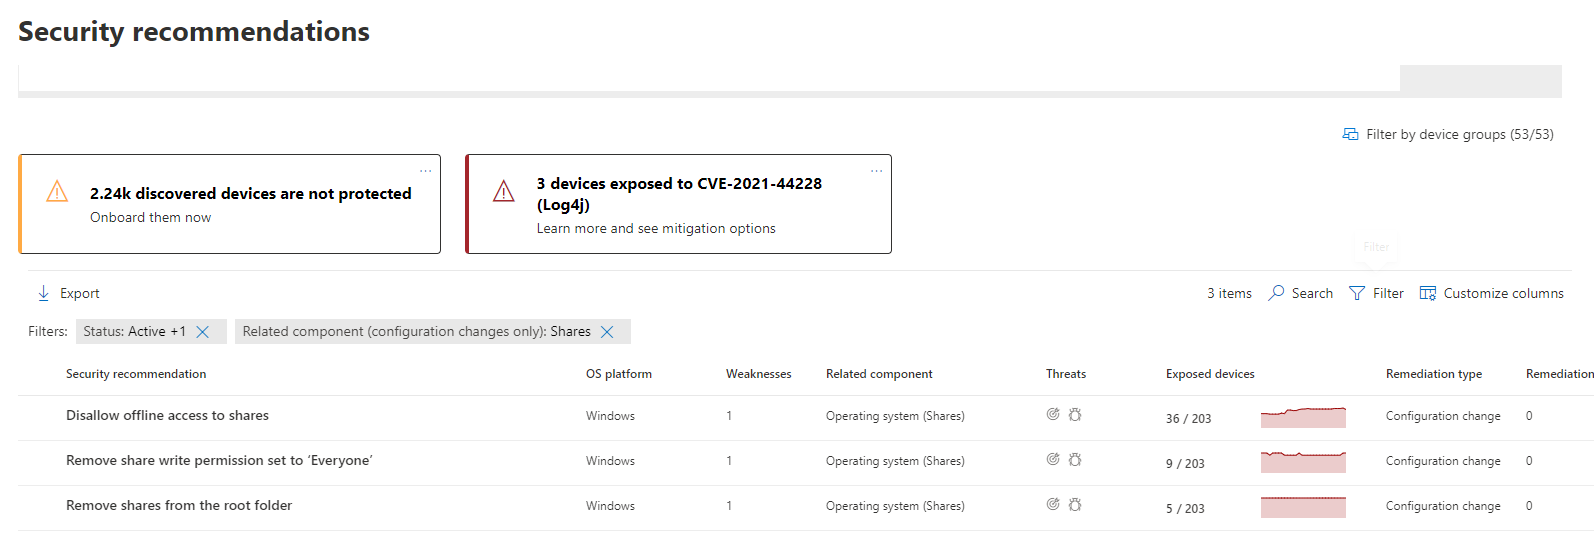 Security recommendations
Filter by device groups (53/53)
2.24k discovered devices are not protected
Onboard them now
3 devices exposed to CVE-2021-44228
(Log4j)
Learn more and see mitigation options
Filter
Export
3 items Search Filter Customize columns
Filters: Status: Active +1 Related component (configuration changes only): Shares
Security recommendation OS platform Weaknesses Related component Threats Exposed devices Remediation type Remediation
Disallow offline access to shares Windows 1 Operating system (Shares) 36 / 203 Configuration change 0
Remove share write permission set to ‘Everyone’ Windows 1 Operating system (Shares) 9 / 203 Configuration change 0
Remove shares from the root folder Windows 1 Operating system (Shares) 5 / 203 Configuration change 0